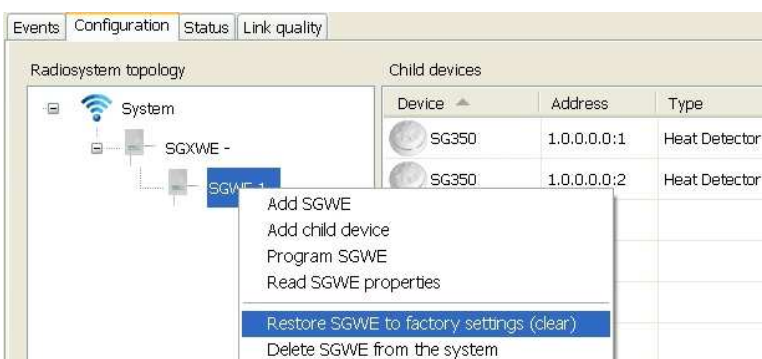 Events Configuration Status Link quality
Radiosystem topology
Child devices
System
SGXWE -
SGWE 1
Device Address Type
SG350 1.0.0.0.0:1 Heat Detector
SG350 1.0.0.0.0:2 Heat Detector
Add SGWE
Add child device
Program SGWE
Read SGWE properties
Restore SGWE to factory settings (clear)
Delete SGWE from the system